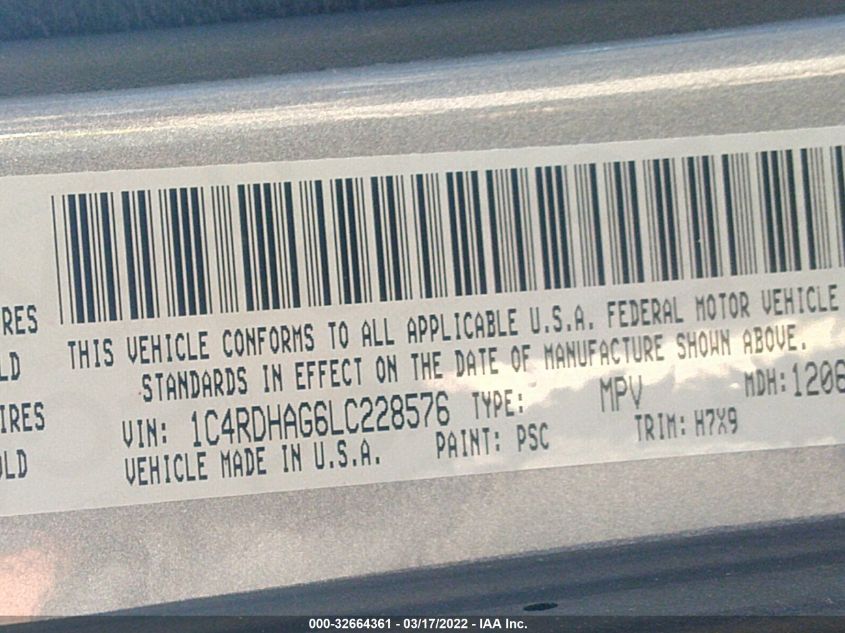 RES
LD
IRES
OLD
THIS VEHICLE CONFORMS TO ALL APPLICABLE U.S.A. FEDERAL MOTOR VEHICLE
STANDARDS IN EFFECT ON THE DATE OF MANUFACTURE SHOWN ABOVE.
VIN: 1C4RDHAG6LC228576 TYPE: MPV MDH: 1206
VEHICLE MADE IN U.S.A. PAINT: PSC TRIM: H7X9
000-32664361 / 03/17/2022 - IAA Inc.